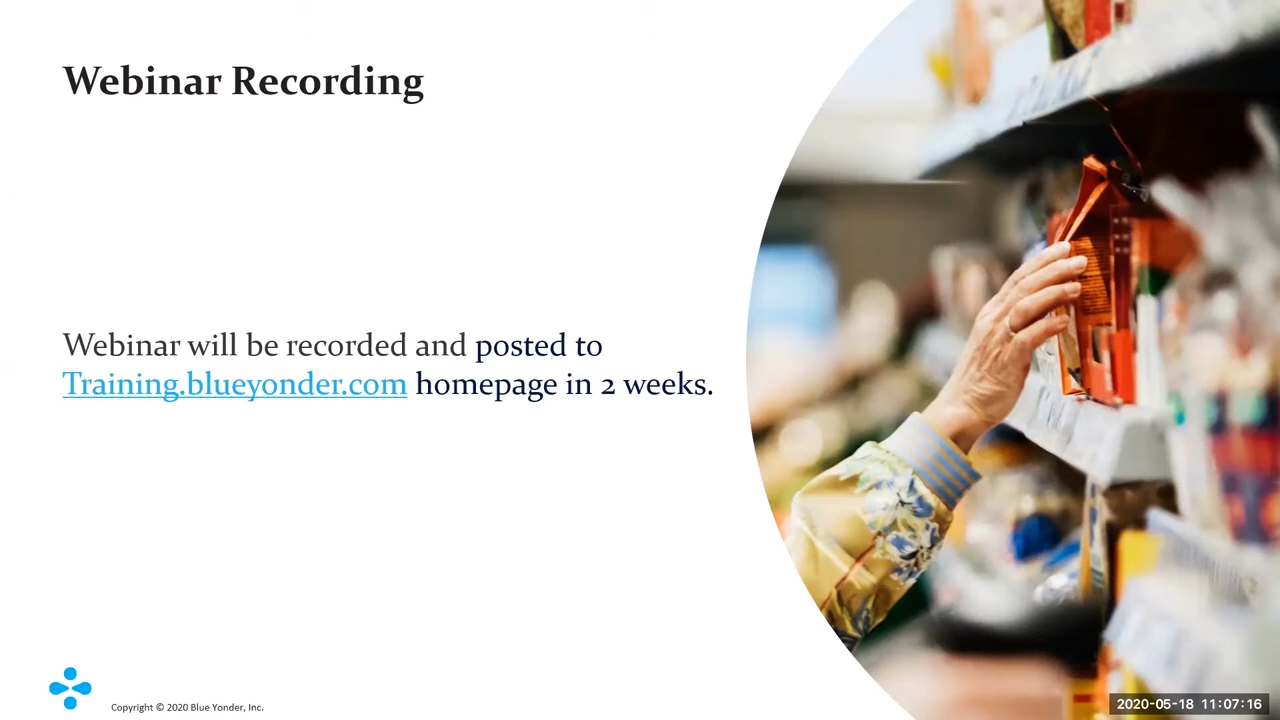 Webinar Recording
Webinar will be recorded and posted to
Training.blueyonder.com homepage in 2 weeks.
Copyright © 2020 Blue Yonder, Inc.
2020-05-18 11:07:16